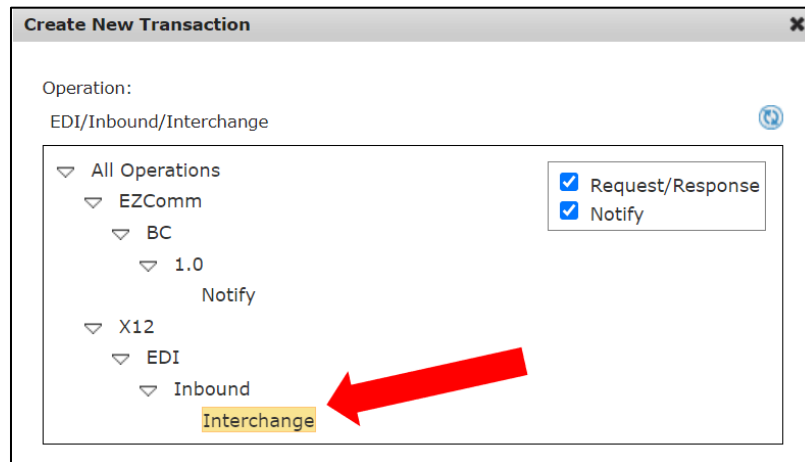 Create New Transaction
Operation:
EDI/Inbound/Interchange
All Operations
EZComm
BC
1.0
Notify
X12
EDI
Inbound
Interchange
Request/Response
Notify